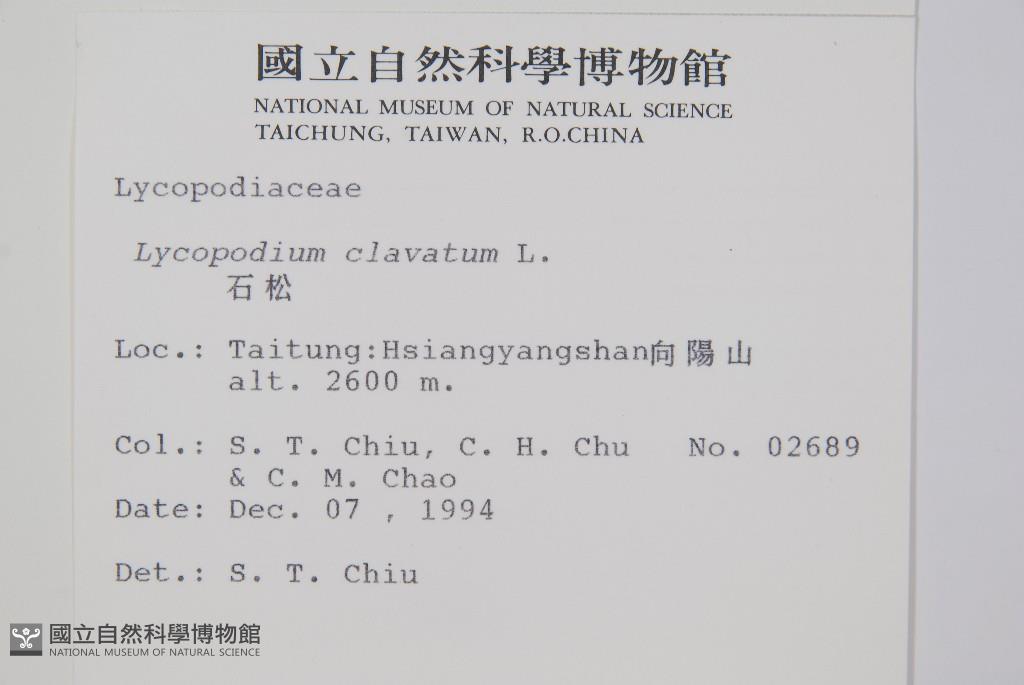 國立自然科學博物館
NATIONAL MUSEUM OF NATURAL SCIENCE
TAICHUNG, TAIWAN, R.O.CHINA
Lycopodiaceae
Lycopodium clavatum L.
石松
Loc.: Taitung:Hsiangyangshan向陽山
alt. 2600 m.
Col.: S. T. Chiu, C. H. Chu No. 02689
& C. M. Chao
Date: Dec. 07 , 1994
Det.: S. T. Chiu
國立自然科學博物館
NATIONAL MUSEUM OF NATURAL SCIENCE